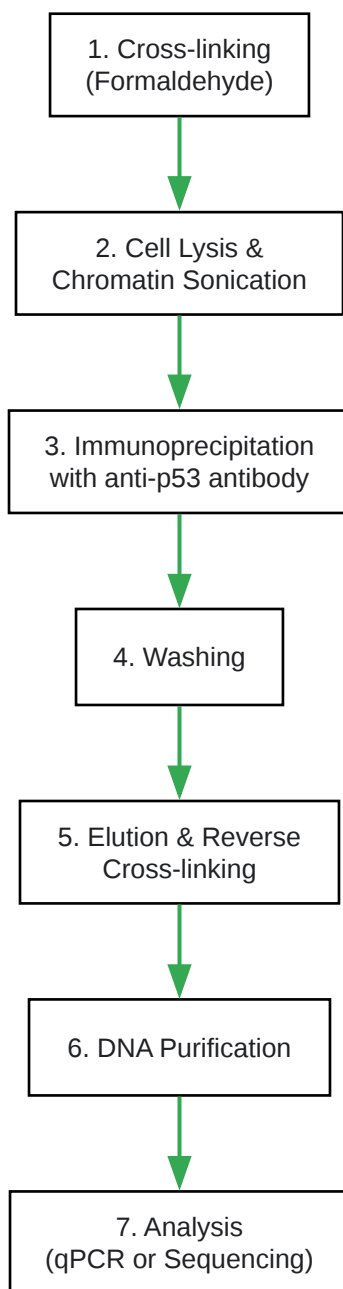 1. Cross-linking
(Formaldehyde)
2. Cell Lysis &
Chromatin Sonication
3. Immunoprecipitation
with anti-p53 antibody
4. Washing
5. Elution & Reverse
Cross-linking
6. DNA Purification
7. Analysis
(qPCR or Sequencing)